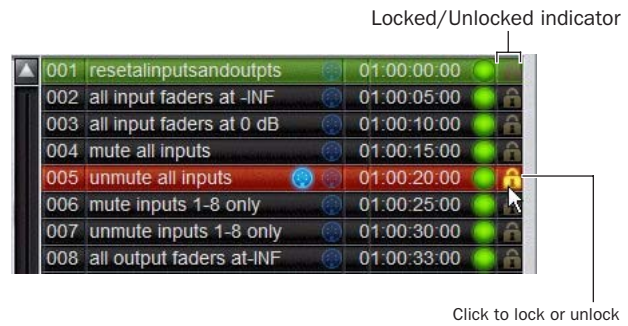 Locked/Unlocked indicator
001 resetalinputsandoutpts 01:00:00:00
002 all input faders at -INF 01:00:05:00
003 all input faders at 0 dB 01:00:10:00
004 mute all inputs 01:00:15:00
005 unmute all inputs 01:00:20:00
006 mute inputs 1-8 only 01:00:25:00
007 unmute inputs 1-8 only 01:00:30:00
008 all output faders at-INF 01:00:33:00
Click to lock or unlock